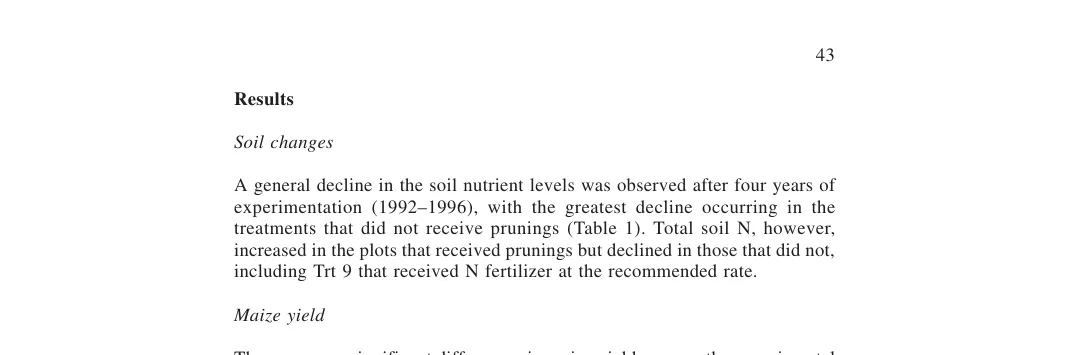 43
Results
Soil changes
A general decline in the soil nutrient levels was observed after four years of
experimentation (1992–1996), with the greatest decline occurring in the
treatments that did not receive prunings (Table 1). Total soil N, however,
increased in the plots that received prunings but declined in those that did not,
including Trt 9 that received N fertilizer at the recommended rate.
Maize yield